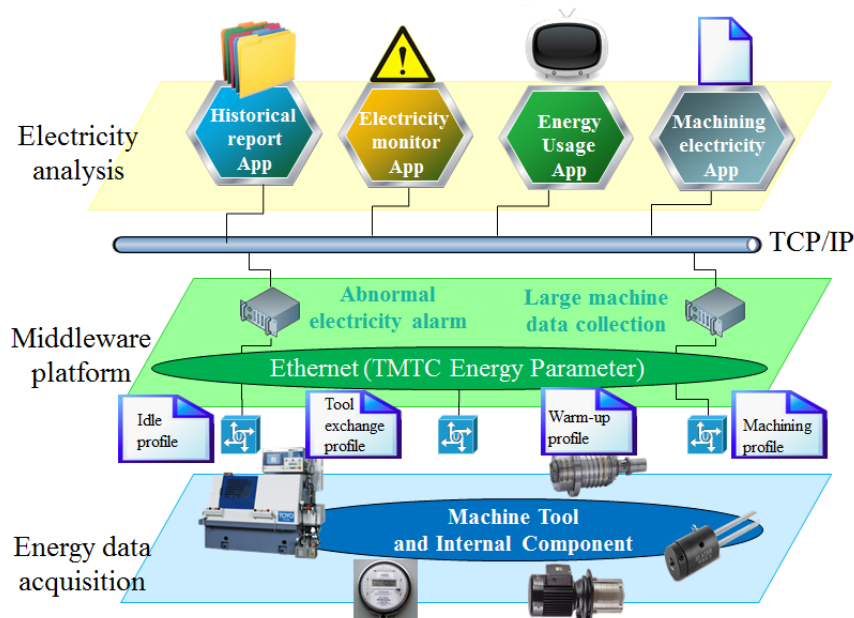 Historical
report
App
Electricity
monitor
App
Energy
Usage
App
Machining
electricity
App
Electricity
analysis
TCP/IP
Abnormal
electricity alarm
Large machine
data collection
Middleware
platform
Ethernet (TMTC Energy Parameter)
Idle
profile
Tool
exchange
profile
Warm-up
profile
Machining
profile
TOYO
Machine Tool
and Internal Component
Energy data
acquisition